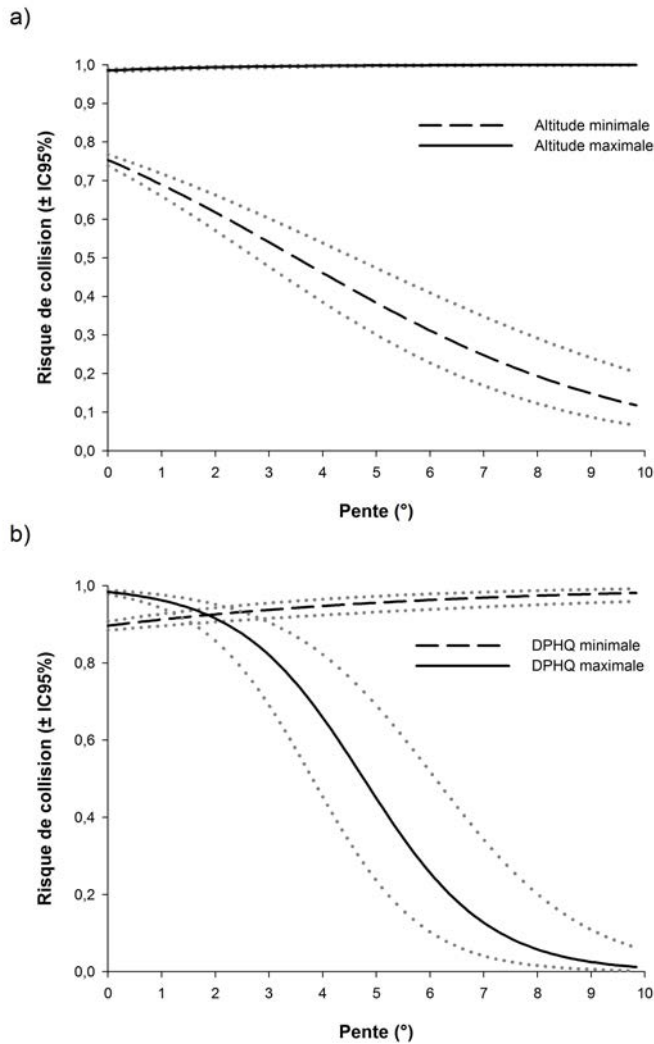 a)
Risque de collision (± IC95%)
1,0
0,9
0,8
0,7
0,6
0,5
0,4
0,3
0,2
0,1
0,0
Altitude minimale
Altitude maximale
0 1 2 3 4 5 6 7 8 9 10
Pente (°)
b)
Risque de collision (± IC95%)
1,0
0,8
0,6
0,4
0,2
0,0
DPHQ minimale
DPHQ maximale
0 1 2 3 4 5 6 7 8 9 10
Pente (°)